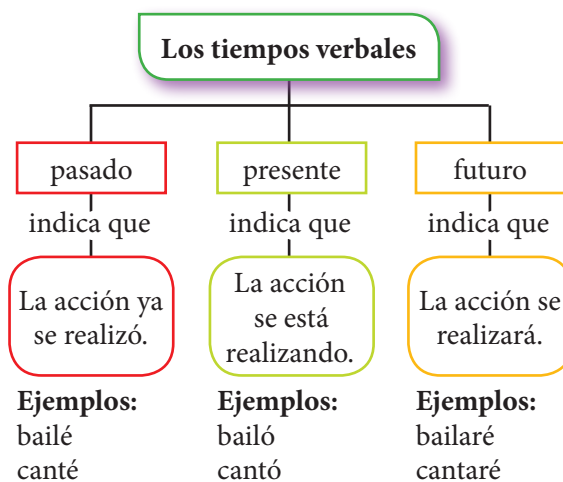 Los tiempos verbales
pasado
indica que
La acción ya
se realizó.
Ejemplos:
bailé
canté
presente
indica que
La acción
se está
realizando.
Ejemplos:
bailó
cantó
futuro
indica que
La acción se
realizará.
Ejemplos:
bailaré
cantaré